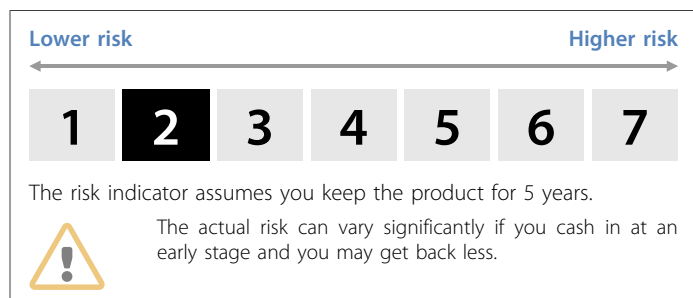 Lower risk Higher risk
1 2 3 4 5 6 7
The risk indicator assumes you keep the product for 5 years.
The actual risk can vary significantly if you cash in at an
early stage and you may get back less.